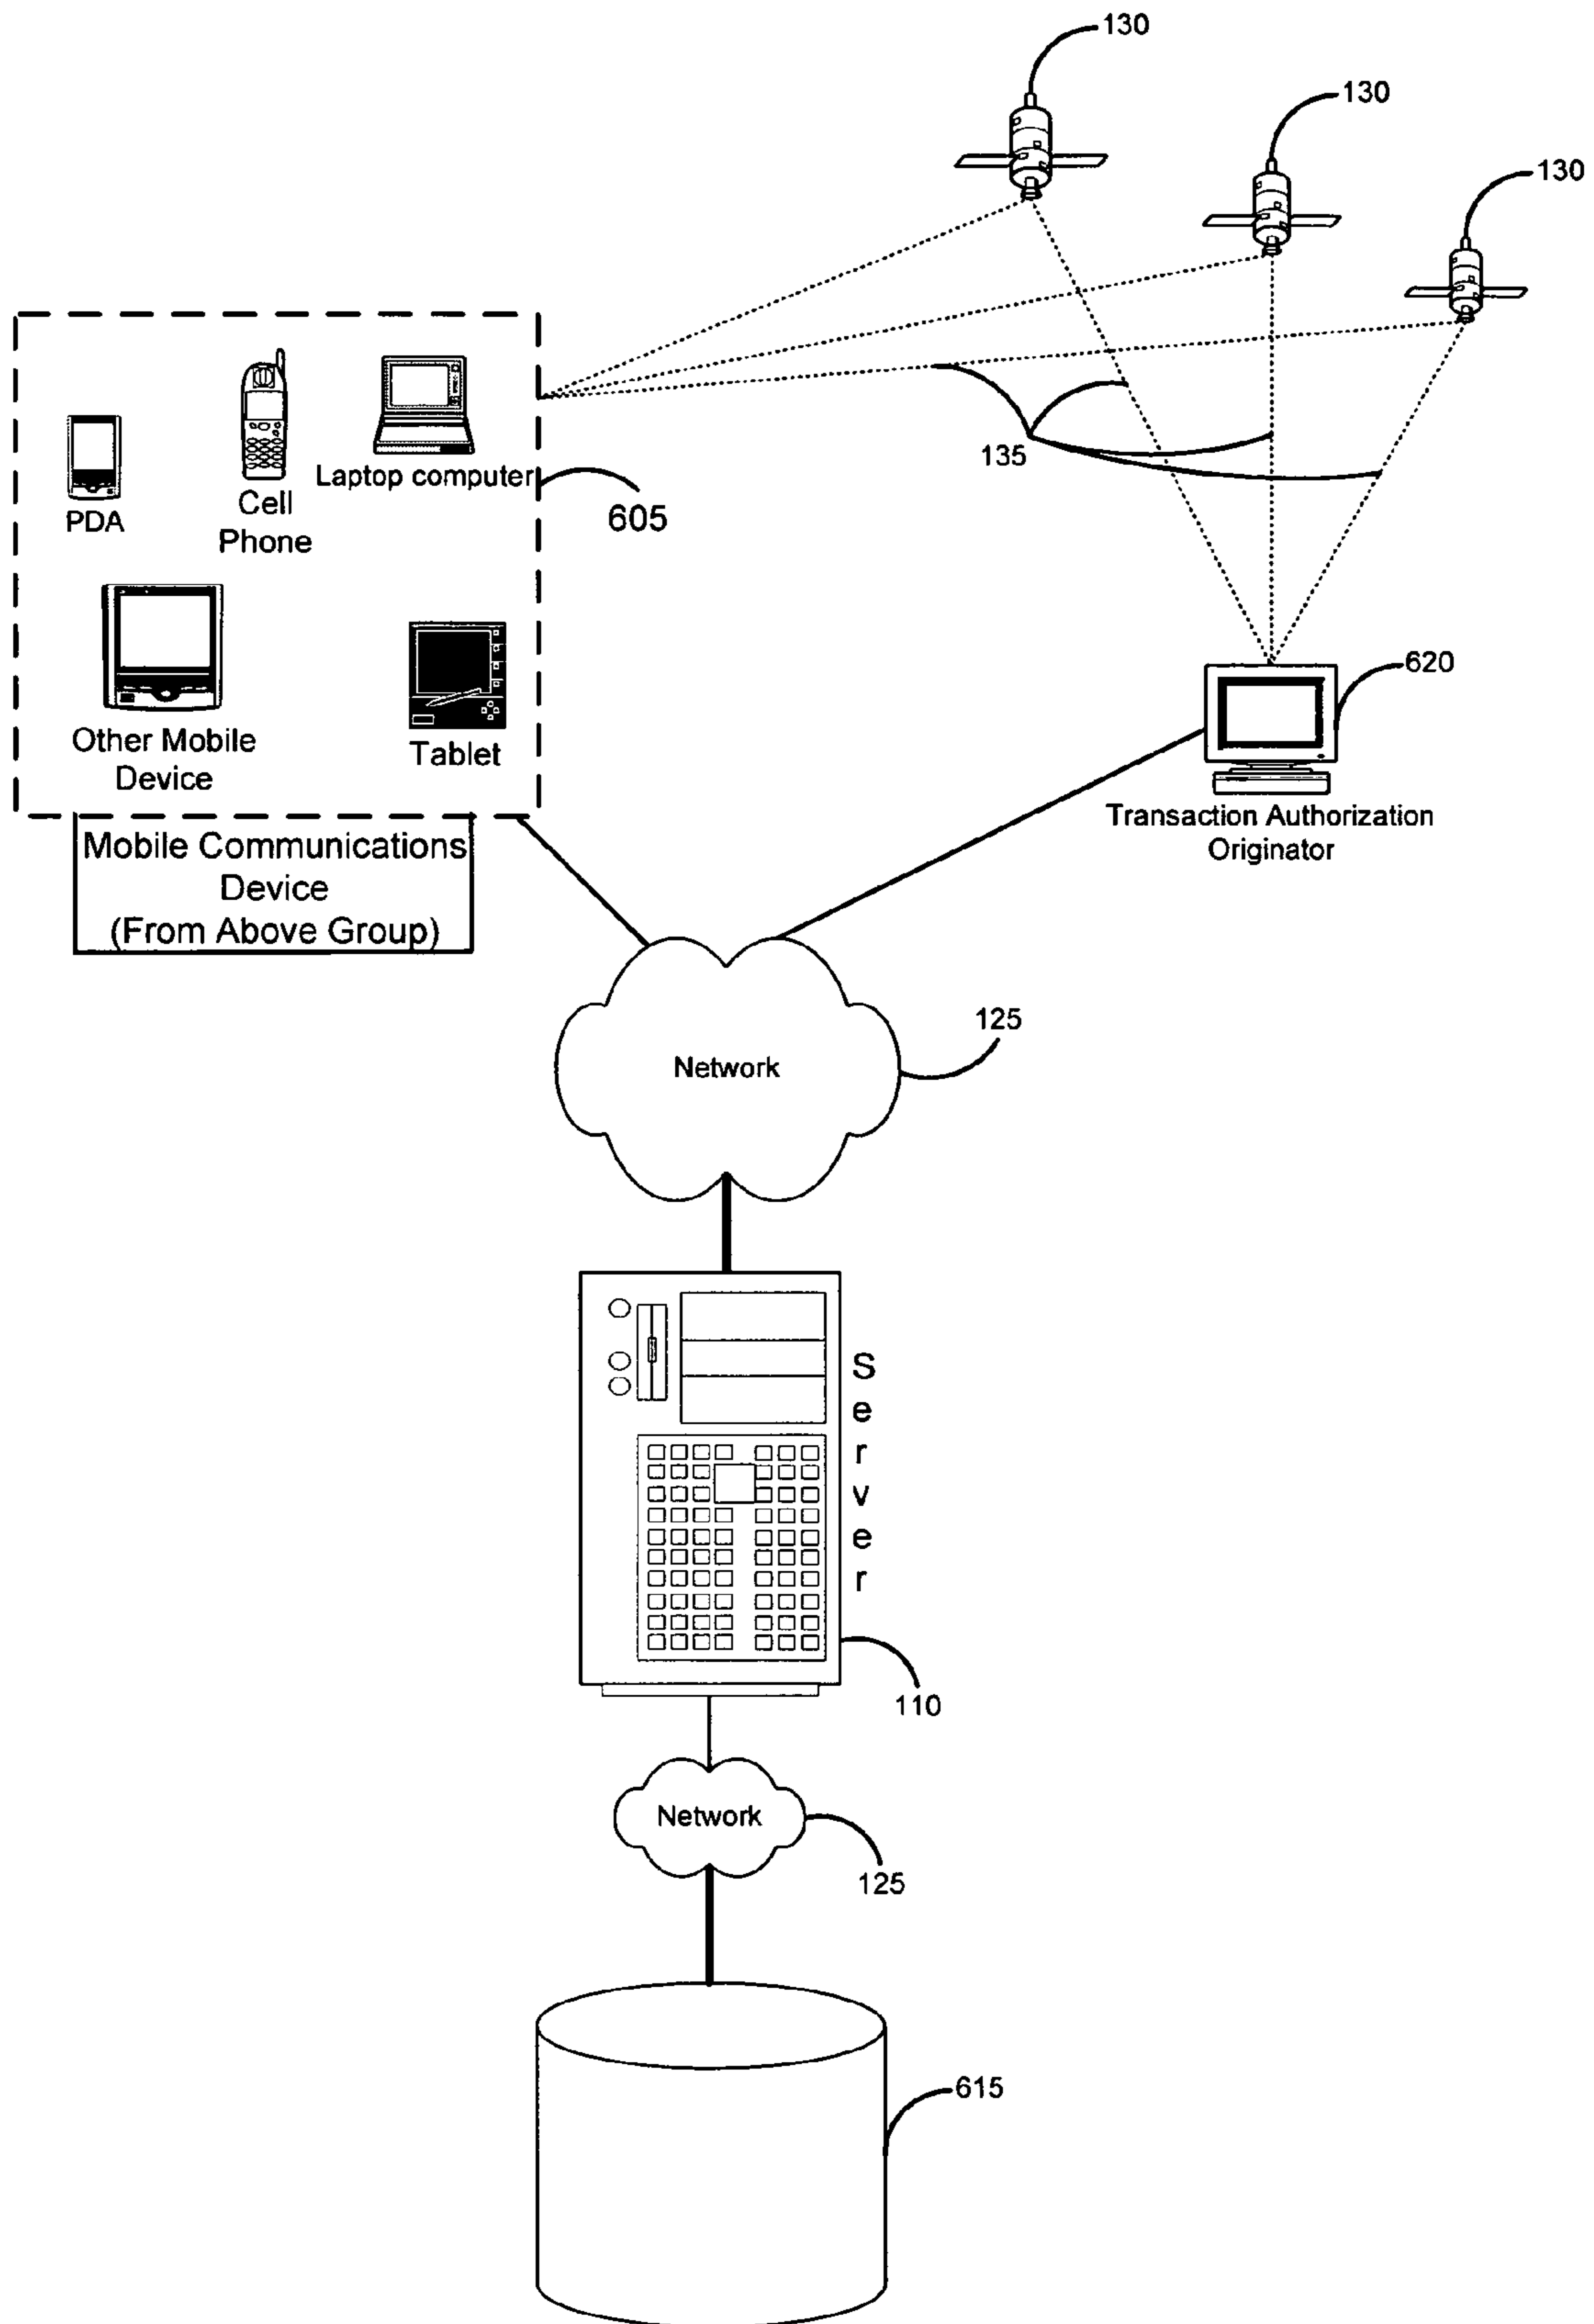 130
130
130
135
Laptop computer
PDA
Cell
Phone
605
Other Mobile
Device
Tablet
620
Transaction Authorization
Originator
Mobile Communications
Device
(From Above Group)
Network
125
Server
110
Network
125
615